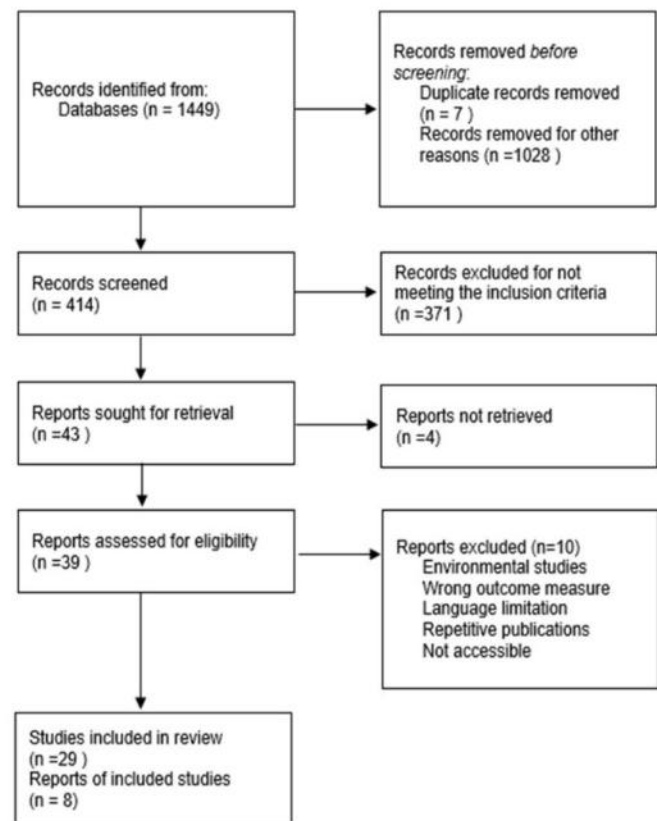 Records identified from:
Databases (n = 1449)
Records removed before
screening:
Duplicate records removed
(n = 7 )
Records removed for other
reasons (n =1028 )
Records screened
(n = 414)
Records excluded for not
meeting the inclusion criteria
(n =371 )
Reports sought for retrieval
(n =43 )
Reports not retrieved
(n =4)
Reports assessed for eligibility
(n =39 )
Reports excluded (n=10)
Environmental studies
Wrong outcome measure
Language limitation
Repetitive publications
Not accessible
Studies included in review
(n =29 )
Reports of included studies
(n = 8)